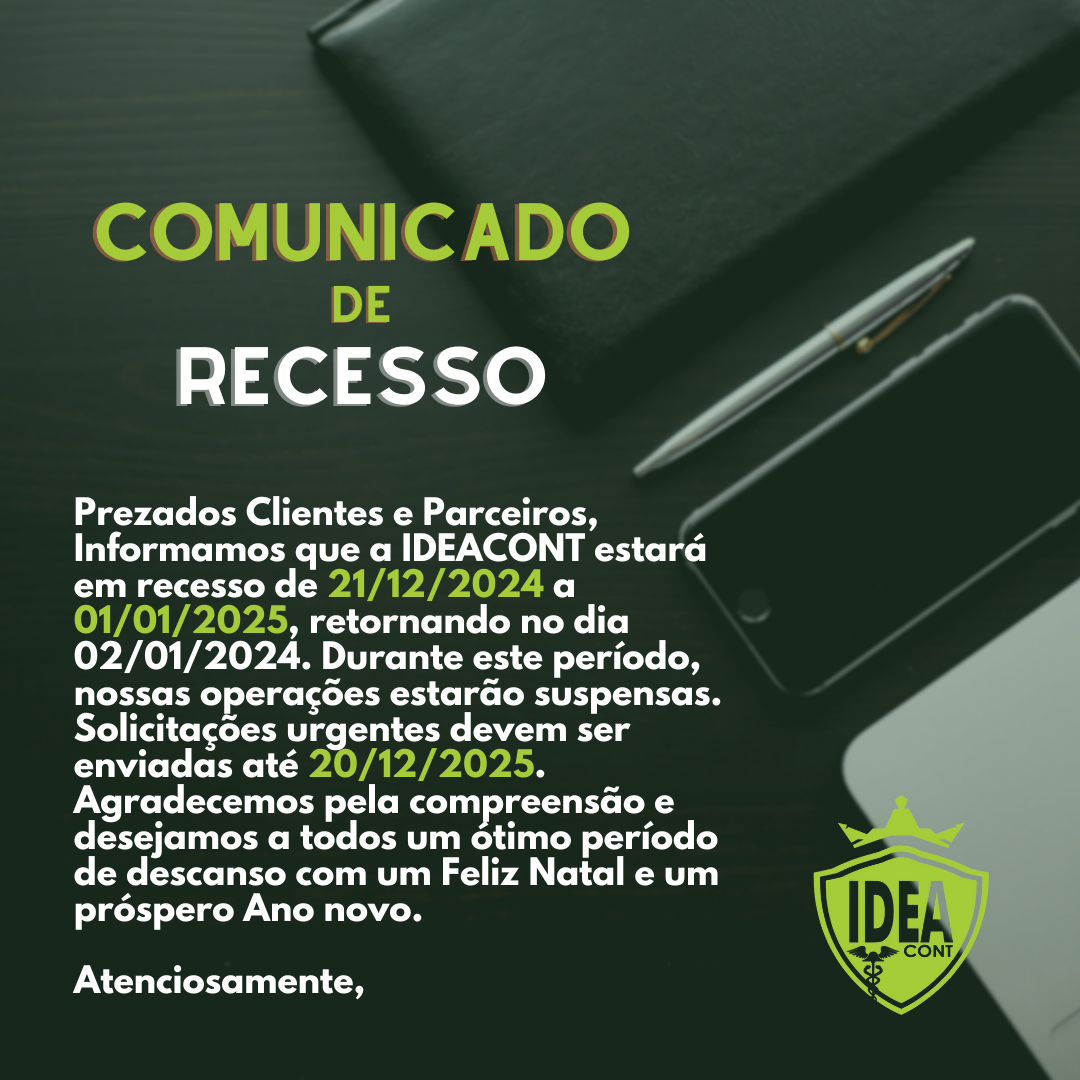 COMUNICADO
DE
RECESSO
Prezados Clientes e Parceiros,
Informamos que a IDEACONT estará
em recesso de 21/12/2024 a
01/01/2025, retornando no dia
02/01/2024. Durante este período,
nossas operações estarão suspensas.
Solicitações urgentes devem ser
enviadas até 20/12/2025.
Agradecemos pela compreensão e
desejamos a todos um ótimo período
de descanso com um Feliz Natal e um
próspero Ano novo.
Atenciosamente,
IDEA
CONT